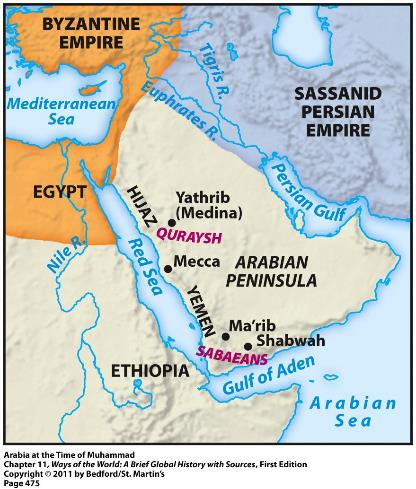 BYZANTINE
EMPIRE
Tigris R.
Mediterranean
Sea
Euphrates R.
SASSANID
PERSIAN
EMPIRE
EGYPT
HIJAZ
Yathrib
(Medina)
QURAYSH
Persian Gulf
Nile R.
Red Sea
Mecca
ARABIAN
PENINSULA
YEMEN
Ma'rib
Shabwah
SABAEANS
ETHIOPIA
Gulf of Aden
Arabian
Sea
Arabia at the Time of Muhammad
Chapter 11, Ways of the World: A Brief Global History with Sources, First Edition
Copyright © 2011 by Bedford/St. Martin's
Page 475